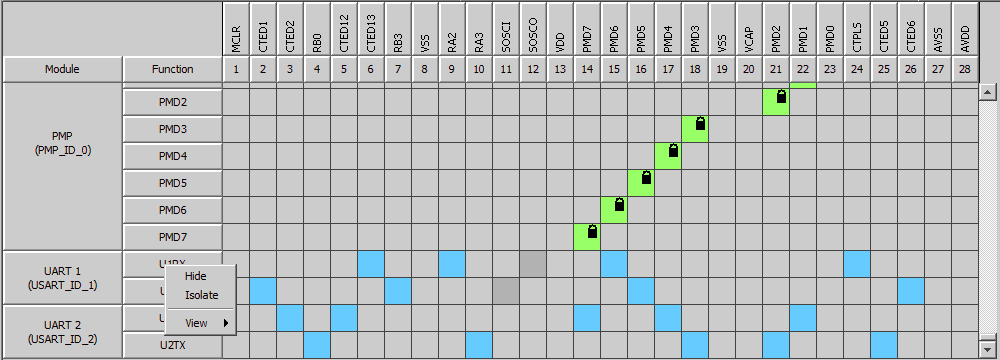 MCLR CTED1 CTED2 RB0 CTED12 CTED13 RB3 VSS RA2 RA3 SOSCI SOSCO VDD PMD7 PMD6 PMD5 PMD4 PMD3 VSS VCAP PMD2 PMD1 PMD0 CTPLS CTED5 CTED6 AVSS AVDD
Module Function 1 2 3 4 5 6 7 8 9 10 11 12 13 14 15 16 17 18 19 20 21 22 23 24 25 26 27 28
PMD2
PMD3
PMP
(PMP_ID_0)
PMD4
PMD5
PMD6
PMD7
UART 1
(USART_ID_1)
Hide
Isolate
View
UART 2
(USART_ID_2)
U2TX